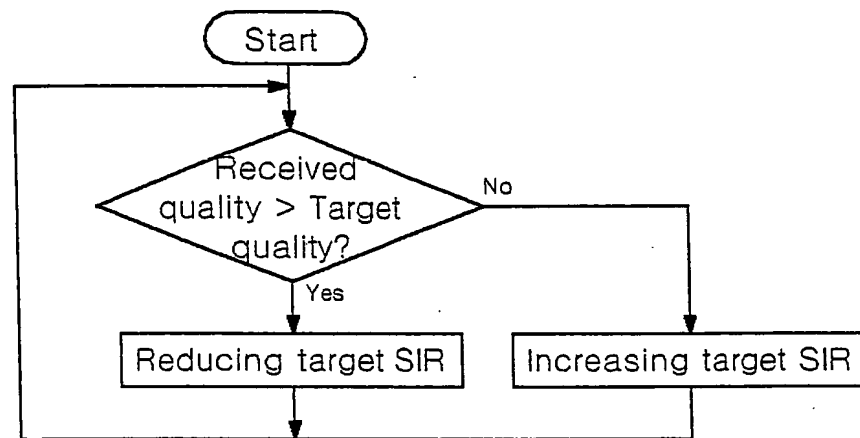 Start
Received
quality > Target
quality?
No
Yes
Reducing target SIR
Increasing target SIR